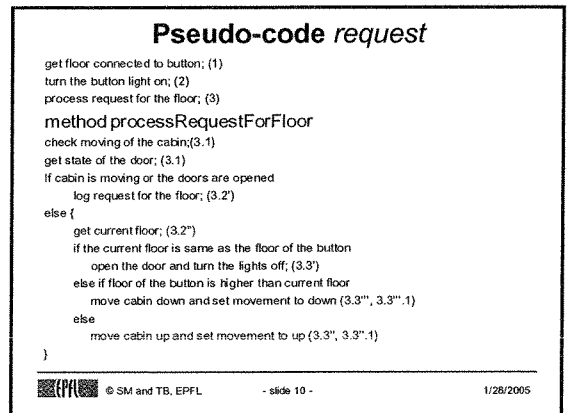 Pseudo-code request
get floor connected to button; (1)
turn the button light on; (2)
process request for the floor; (3)
method processRequestForFloor
check moving of the cabin;(3.1)
get state of the door; (3.1)
If cabin is moving or the doors are opened
log request for the floor; (3.2')
else {
get current floor; (3.2")
if the current floor is same as the floor of the button
open the door and turn the lights off; (3.3')
else if floor of the button is higher than current floor
move cabin down and set movement to down (3.3''', 3.3'''.1)
else
move cabin up and set movement to up (3.3'', 3.3''.1)
}
EPFL © SM and TB, EPFL - slide 10 - 1/28/2005